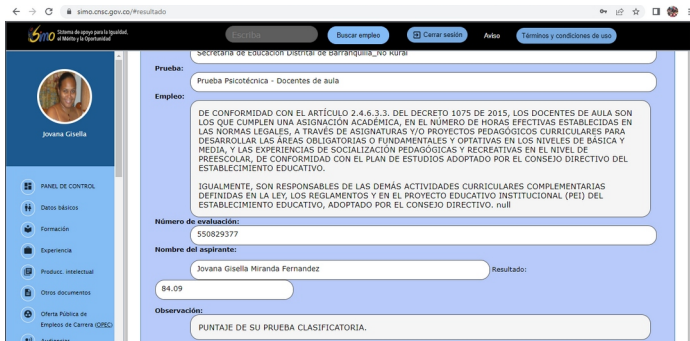 simo.cnsc.gov.co/#resultado
Simo Sistema de apoyo para la Igualdad, el Mérito y la Oportunidad
Escriba
Buscar empleo
Cerrar sesión
Aviso
Términos y condiciones de uso
Jovana Gisella
PANEL DE CONTROL
Datos básicos
Formación
Experiencia
Producc. intelectual
Otros documentos
Oferta Pública de
Empleos de Carrera (OPEC)
Audiencias
Secretaría de Educación Distrital de Barranquilla_No Rural
Prueba:
Prueba Psicotécnica - Docentes de aula
Empleo:
DE CONFORMIDAD CON EL ARTÍCULO 2.4.6.3.3. DEL DECRETO 1075 DE 2015, LOS DOCENTES DE AULA SON
LOS QUE CUMPLEN UNA ASIGNACIÓN ACADÉMICA, EN EL NÚMERO DE HORAS EFECTIVAS ESTABLECIDAS EN
LAS NORMAS LEGALES, A TRAVÉS DE ASIGNATURAS Y/O PROYECTOS PEDAGÓGICOS CURRICULARES PARA
DESARROLLAR LAS ÁREAS OBLIGATORIAS O FUNDAMENTALES Y OPTATIVAS EN LOS NIVELES DE BÁSICA Y
MEDIA, Y LAS EXPERIENCIAS DE SOCIALIZACIÓN PEDAGÓGICAS Y RECREATIVAS EN EL NIVEL DE
PREESCOLAR, DE CONFORMIDAD CON EL PLAN DE ESTUDIOS ADOPTADO POR EL CONSEJO DIRECTIVO DEL
ESTABLECIMIENTO EDUCATIVO.
IGUALMENTE, SON RESPONSABLES DE LAS DEMÁS ACTIVIDADES CURRICULARES COMPLEMENTARIAS
DEFINIDAS EN LA LEY, LOS REGLAMENTOS Y EN EL PROYECTO EDUCATIVO INSTITUCIONAL (PEI) DEL
ESTABLECIMIENTO EDUCATIVO, ADOPTADO POR EL CONSEJO DIRECTIVO. null
Número de evaluación:
550829377
Nombre del aspirante:
Jovana Gisella Miranda Fernandez
Resultado:
84.09
Observación:
PUNTAJE DE SU PRUEBA CLASIFICATORIA.